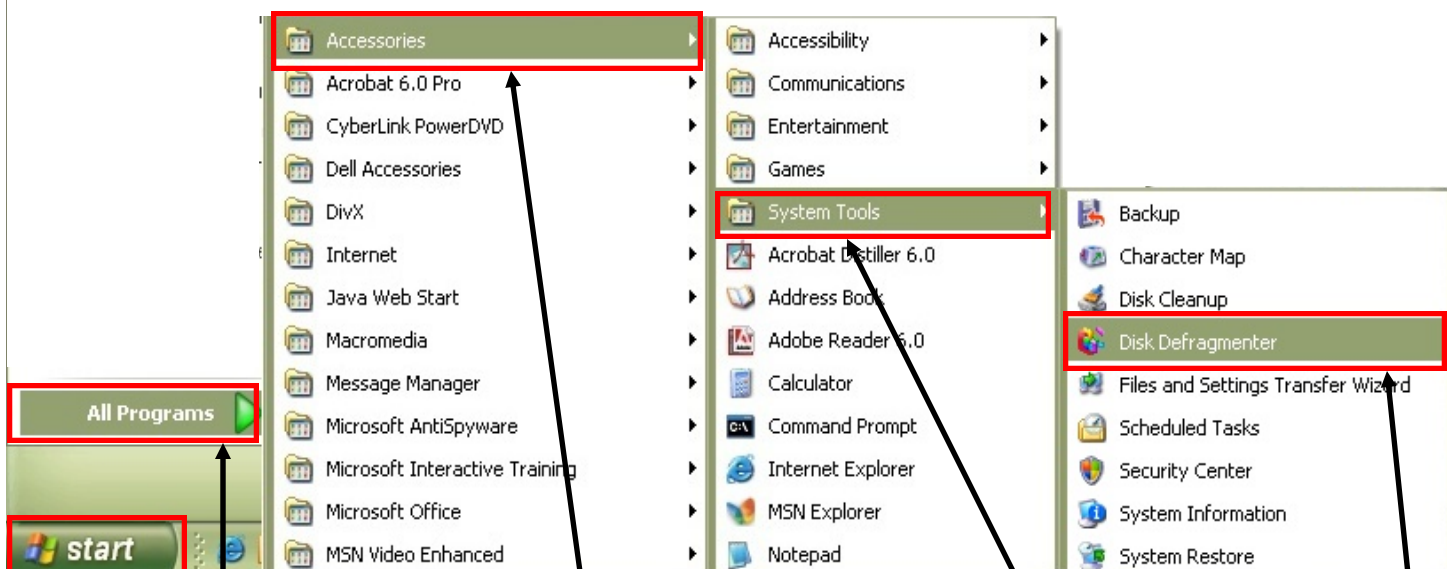 Accessories
Acrobat 6.0 Pro
CyberLink PowerDVD
Dell Accessories
DivX
Internet
Java Web Start
Macromedia
Message Manager
Microsoft AntiSpyware
Microsoft Interactive Training
Microsoft Office
MSN Video Enhanced
Accessibility
Communications
Entertainment
Games
System Tools
Acrobat Distiller 6.0
Address Book
Adobe Reader 6.0
Calculator
Command Prompt
Internet Explorer
MSN Explorer
Notepad
Backup
Character Map
Disk Cleanup
Disk Defragmenter
Files and Settings Transfer Wizard
Scheduled Tasks
Security Center
System Information
System Restore
All Programs
start